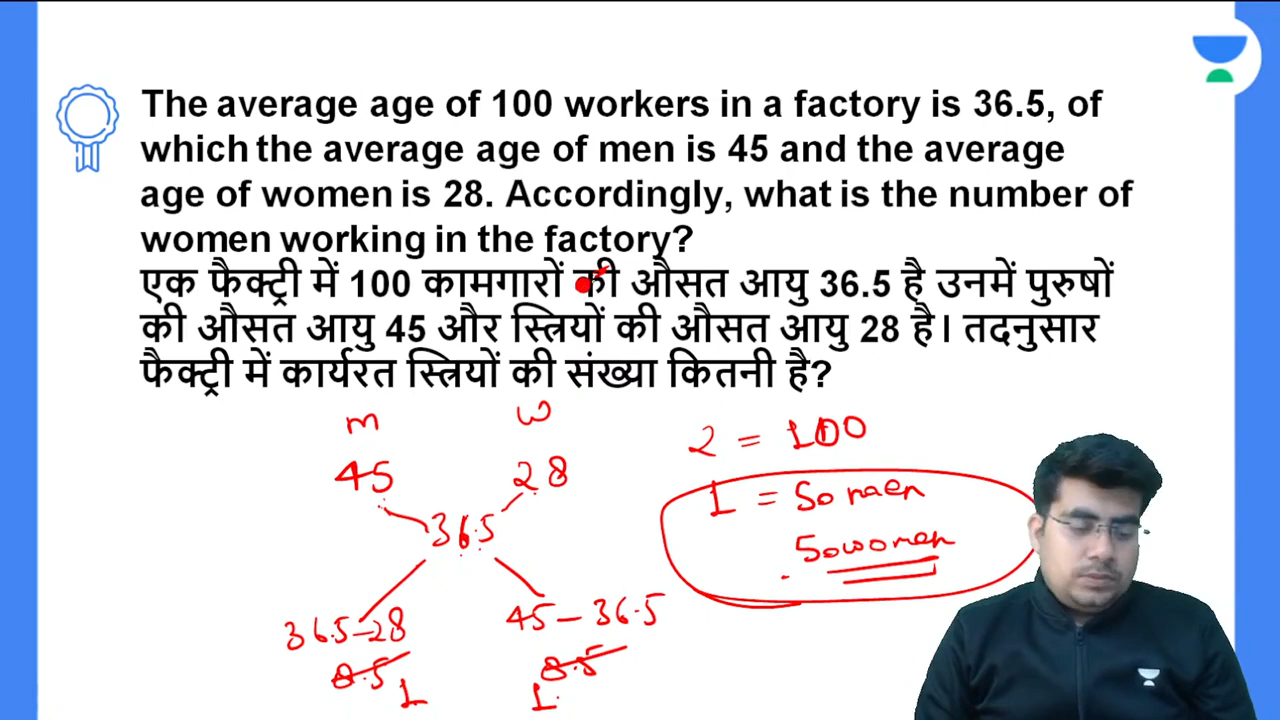 The average age of 100 workers in a factory is 36.5, of
which the average age of men is 45 and the average
age of women is 28. Accordingly, what is the number of
women working in the factory?
एक फैक्ट्री में 100 कामगारों की औसत आयु 36.5 है उनमें पुरुषों
की औसत आयु 45 और स्त्रियों की औसत आयु 28 है। तदनुसार
फैक्ट्री में कार्यरत स्त्रियों की संख्या कितनी है?
m w
45 28
36.5
36.5-28 45-36.5
8.5 8.5
1 1
2 = 100
1 = 50 men
50 women